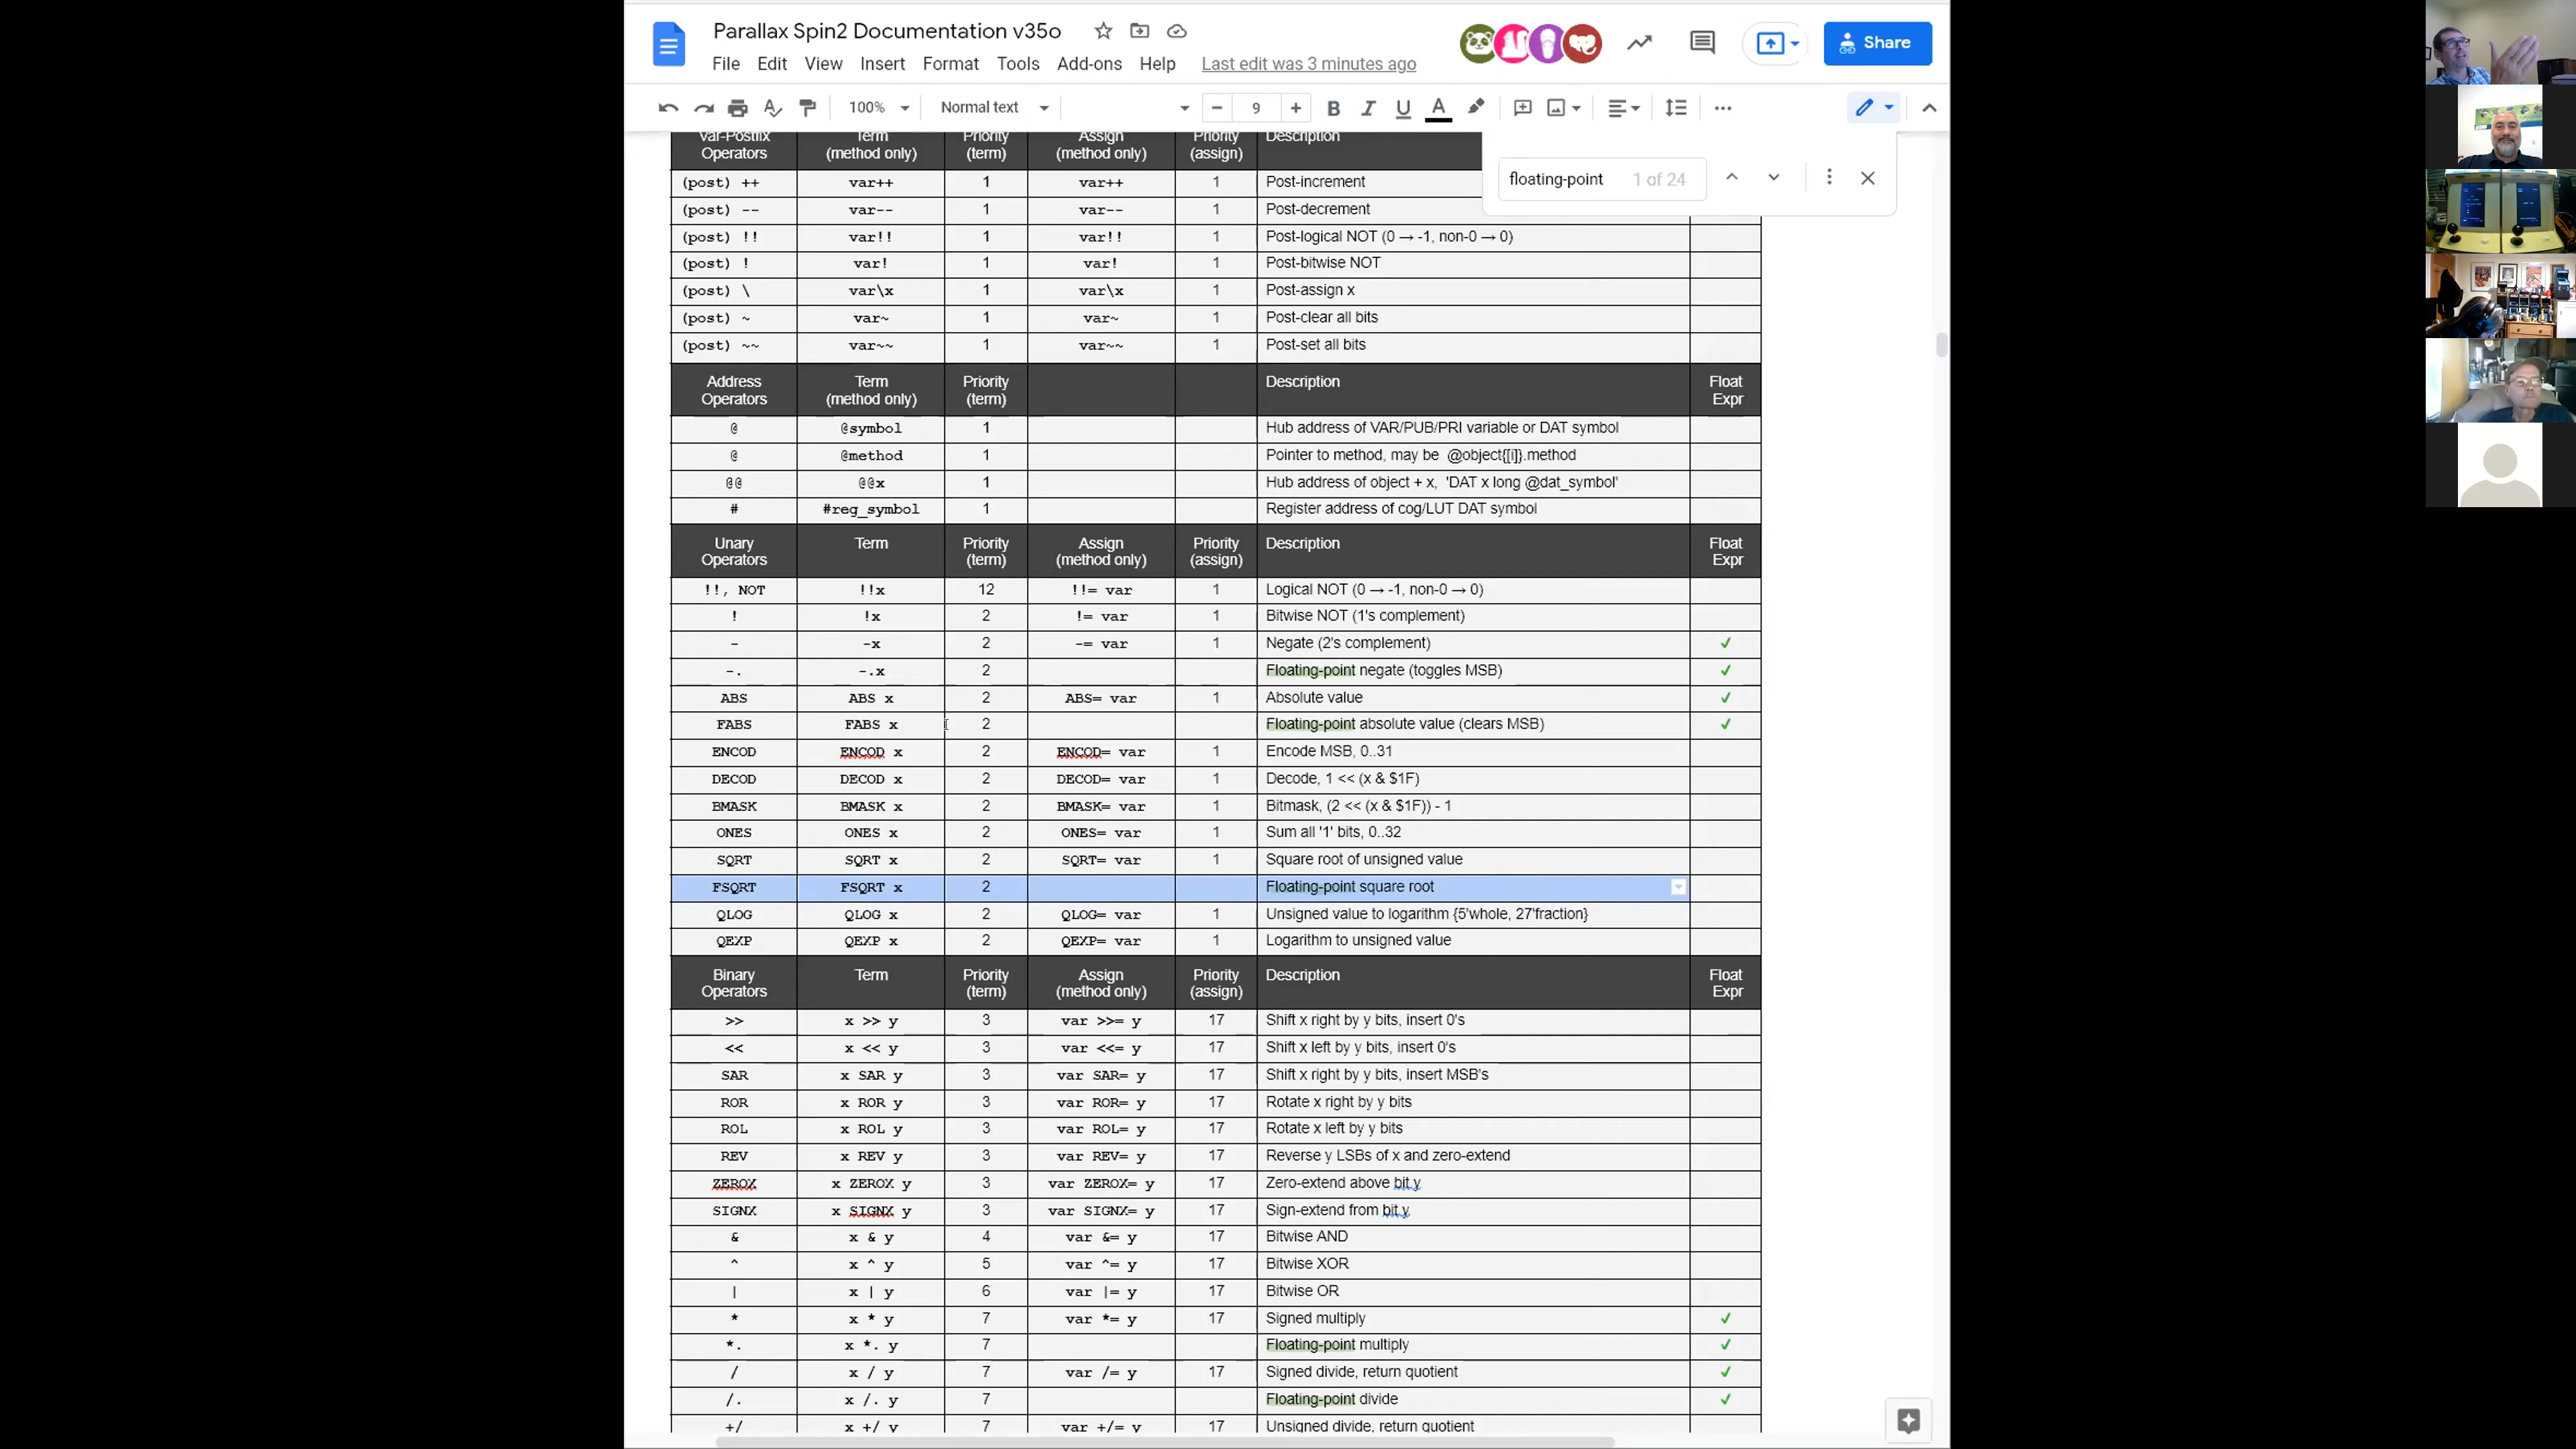 Parallax Spin2 Documentation v35o
File Edit View Insert Format Tools Add-ons Help Last edit was 3 minutes ago
Share
100% Normal text 9 B I U A
floating-point 1 of 24
Var-Postfix Operators Term (method only) Priority (term) Assign (method only) Priority (assign) Description
(post) ++ var++ 1 var++ 1 Post-increment
(post) -- var-- 1 var-- 1 Post-decrement
(post) !! var!! 1 var!! 1 Post-logical NOT (0 → -1, non-0 → 0)
(post) ! var! 1 var! 1 Post-bitwise NOT
(post) \ var\x 1 var\x 1 Post-assign x
(post) ~ var~ 1 var~ 1 Post-clear all bits
(post) ~~ var~~ 1 var~~ 1 Post-set all bits
Address Operators Term (method only) Priority (term) Description Float Expr
@ @symbol 1 Hub address of VAR/PUB/PRI variable or DAT symbol
@ @method 1 Pointer to method, may be @object{[i]}.method
@@ @@x 1 Hub address of object + x, 'DAT x long @dat_symbol'
# #reg_symbol 1 Register address of cog/LUT DAT symbol
Unary Operators Term Priority (term) Assign (method only) Priority (assign) Description Float Expr
!!, NOT !!x 12 !!= var 1 Logical NOT (0 → -1, non-0 → 0)
! !x 2 != var 1 Bitwise NOT (1's complement)
- -x 2 -= var 1 Negate (2's complement) ✓
-. -.x 2 Floating-point negate (toggles MSB) ✓
ABS ABS x 2 ABS= var 1 Absolute value ✓
FABS FABS x 2 Floating-point absolute value (clears MSB) ✓
ENCOD ENCOD x 2 ENCOD= var 1 Encode MSB, 0..31
DECOD DECOD x 2 DECOD= var 1 Decode, 1 << (x & $1F)
BMASK BMASK x 2 BMASK= var 1 Bitmask, (2 << (x & $1F)) - 1
ONES ONES x 2 ONES= var 1 Sum all '1' bits, 0..32
SQRT SQRT x 2 SQRT= var 1 Square root of unsigned value
FSQRT FSQRT x 2 Floating-point square root
QLOG QLOG x 2 QLOG= var 1 Unsigned value to logarithm {5'whole, 27'fraction}
QEXP QEXP x 2 QEXP= var 1 Logarithm to unsigned value
Binary Operators Term Priority (term) Assign (method only) Priority (assign) Description Float Expr
>> x >> y 3 var >>= y 17 Shift x right by y bits, insert 0's
<< x << y 3 var <<= y 17 Shift x left by y bits, insert 0's
SAR x SAR y 3 var SAR= y 17 Shift x right by y bits, insert MSB's
ROR x ROR y 3 var ROR= y 17 Rotate x right by y bits
ROL x ROL y 3 var ROL= y 17 Rotate x left by y bits
REV x REV y 3 var REV= y 17 Reverse y LSBs of x and zero-extend
ZEROX x ZEROX y 3 var ZEROX= y 17 Zero-extend above bit y
SIGNX x SIGNX y 3 var SIGNX= y 17 Sign-extend from bit y
& x & y 4 var &= y 17 Bitwise AND
^ x ^ y 5 var ^= y 17 Bitwise XOR
| x | y 6 var |= y 17 Bitwise OR
* x * y 7 var *= y 17 Signed multiply ✓
*. x *. y 7 Floating-point multiply ✓
/ x / y 7 var /= y 17 Signed divide, return quotient ✓
/. x /. y 7 Floating-point divide ✓
+/ x +/ y 7 var +/= y 17 Unsigned divide, return quotient